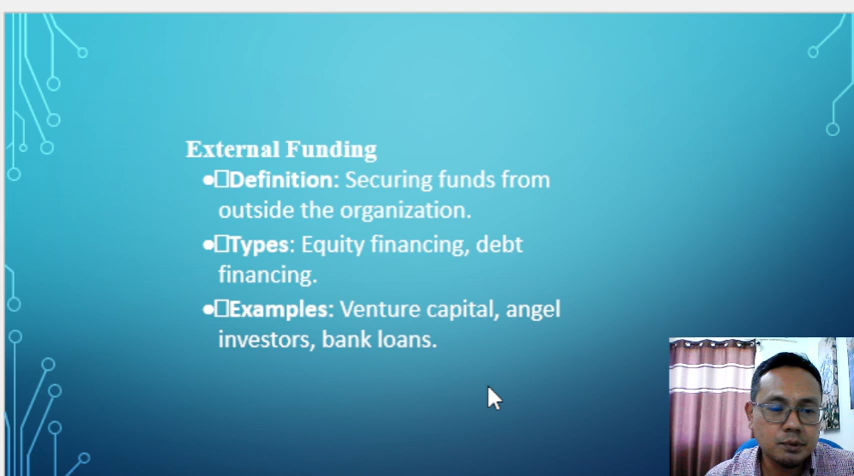 External Funding
•□Definition: Securing funds from
outside the organization.
•□Types: Equity financing, debt
financing.
•□Examples: Venture capital, angel
investors, bank loans.